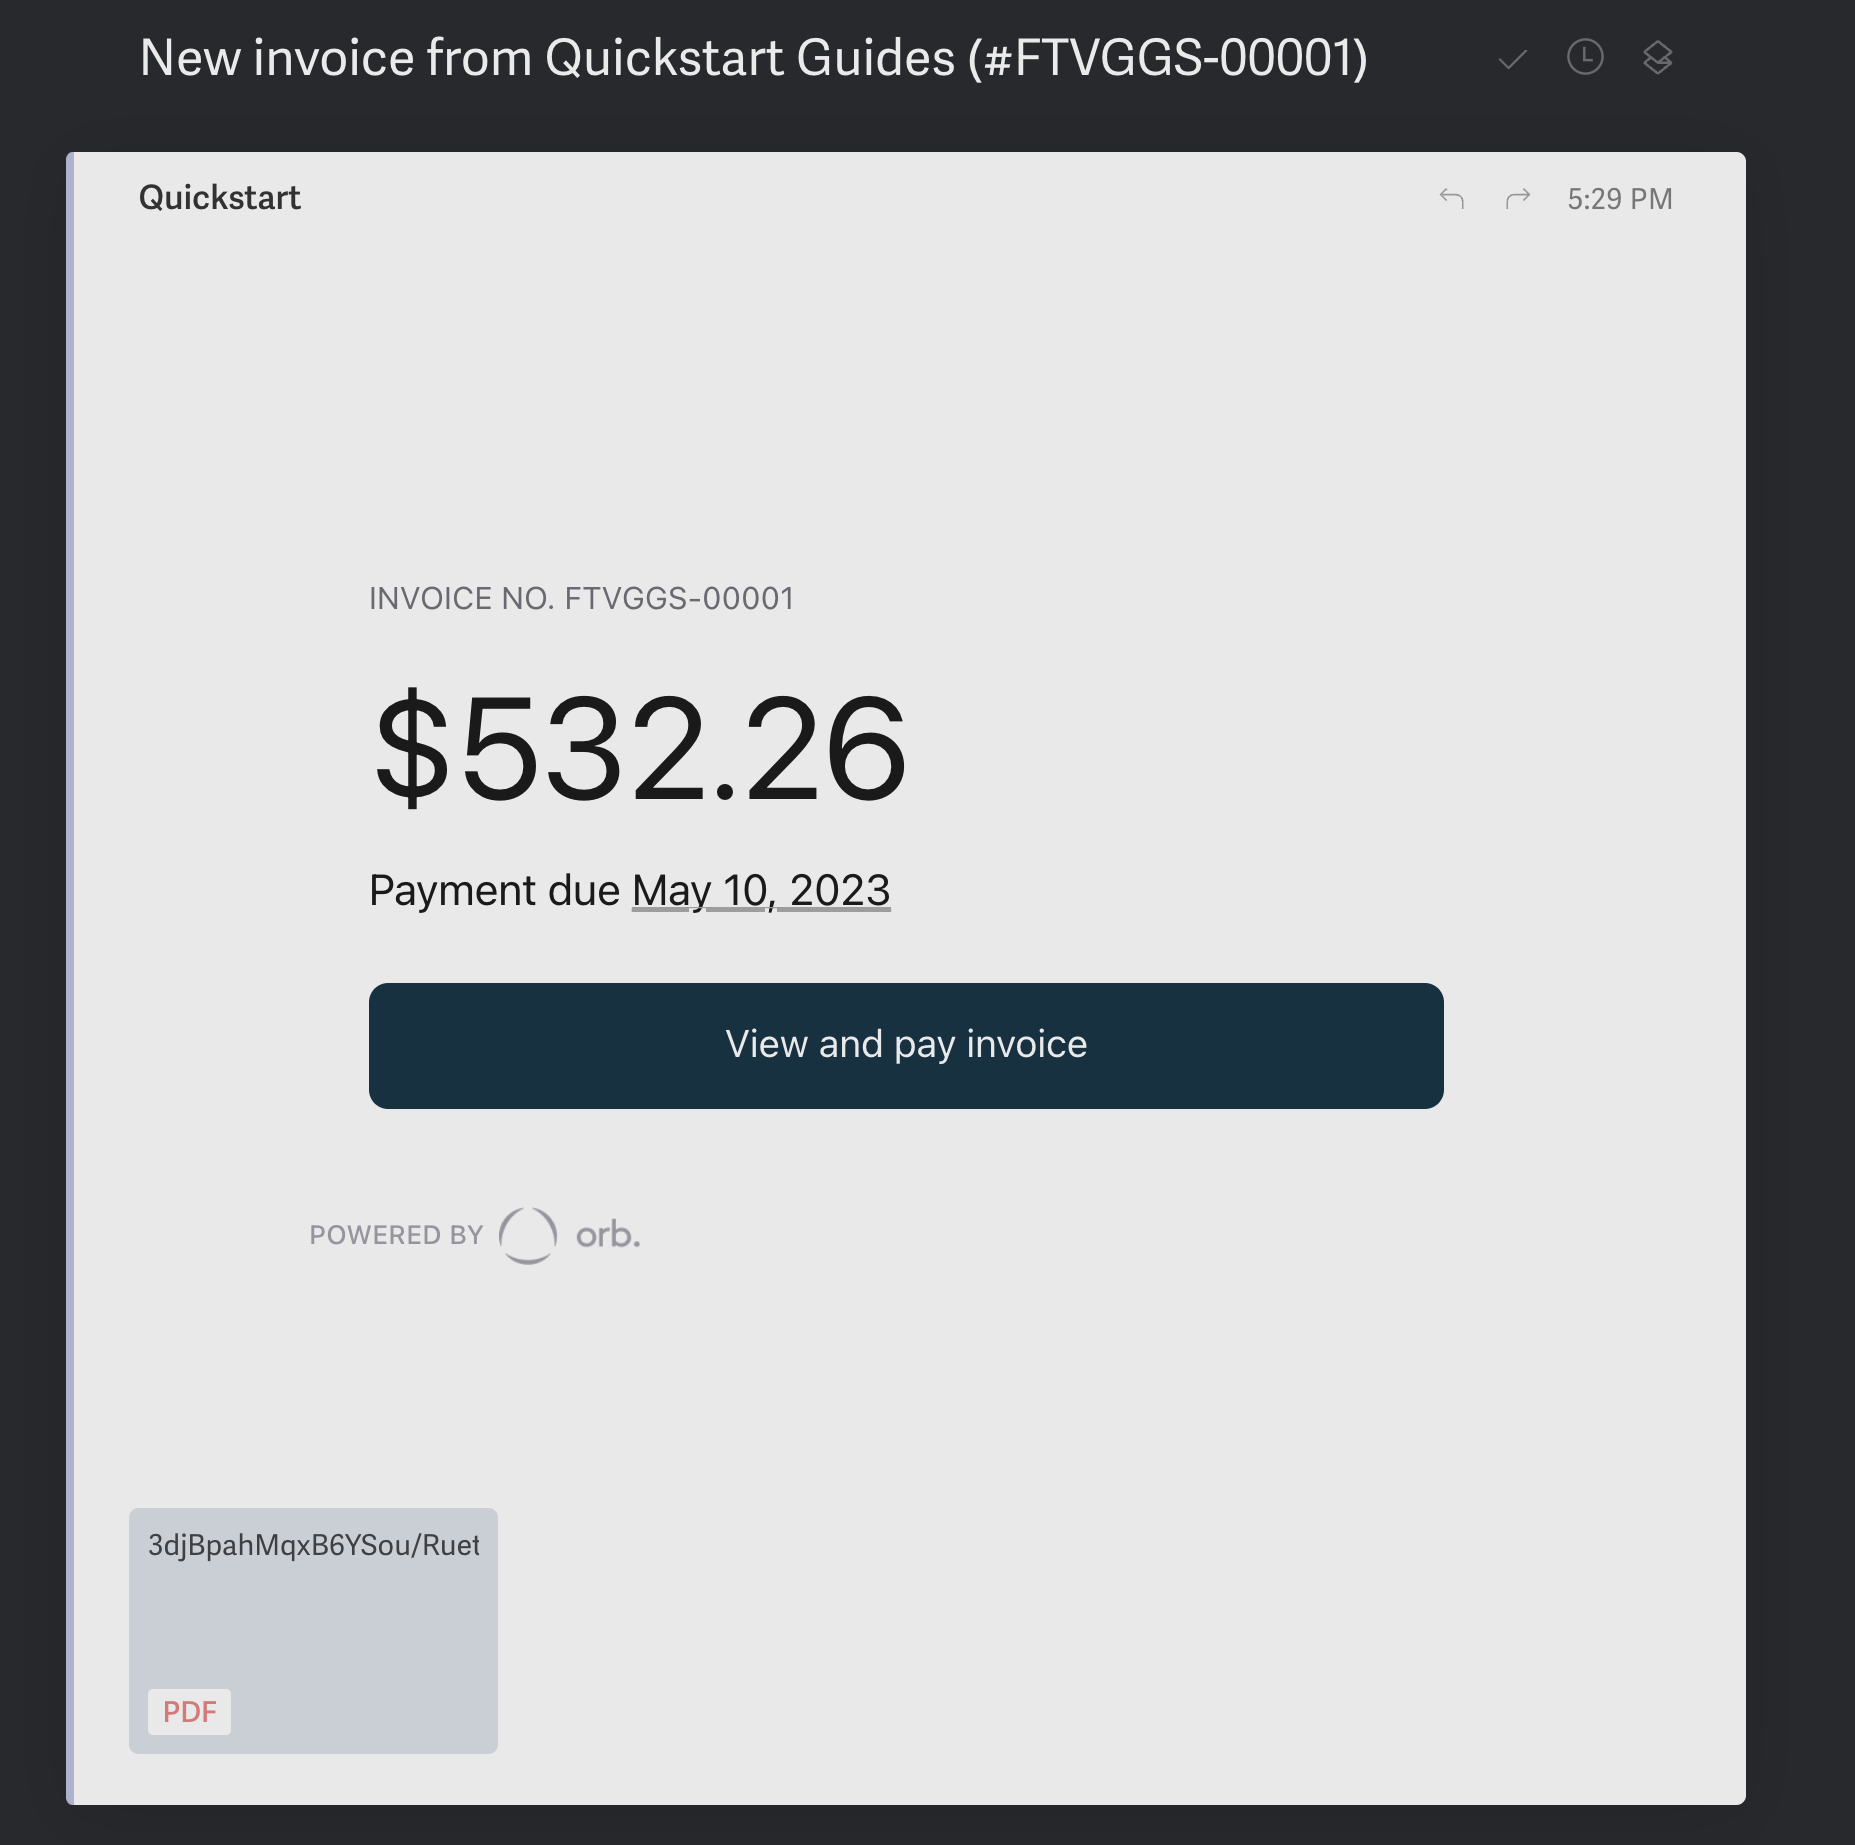 New invoice from Quickstart Guides (#FTVGGS-00001)
Quickstart
5:29 PM
INVOICE NO. FTVGGS-00001
$532.26
Payment due May 10, 2023
View and pay invoice
POWERED BY orb.
3djBpahMqxB6YSou/Ruet
PDF